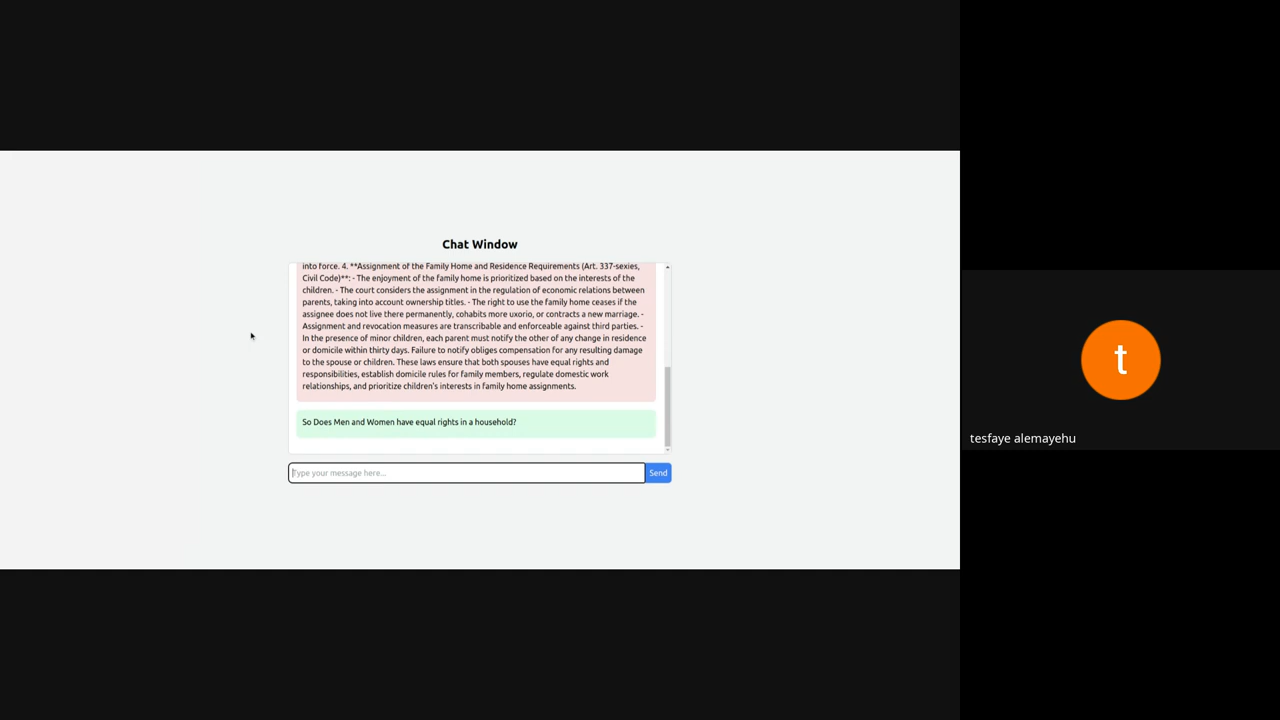 Chat Window
into force. 4. **Assignment of the Family Home and Residence Requirements (Art. 337-sexies,
Civil Code)**: - The enjoyment of the family home is prioritized based on the interests of the
children. - The court considers the assignment in the regulation of economic relations between
parents, taking into account ownership titles. - The right to use the family home ceases if the
assignee does not live there permanently, cohabits more uxorio, or contracts a new marriage. -
Assignment and revocation measures are transcribable and enforceable against third parties. -
In the presence of minor children, each parent must notify the other of any change in residence
or domicile within thirty days. Failure to notify obliges compensation for any resulting damage
to the spouse or children. These laws ensure that both spouses have equal rights and
responsibilities, establish domicile rules for family members, regulate domestic work
relationships, and prioritize children's interests in family home assignments.
So Does Men and Women have equal rights in a household?
Type your message here...
Send
t
tesfaye alemayehu